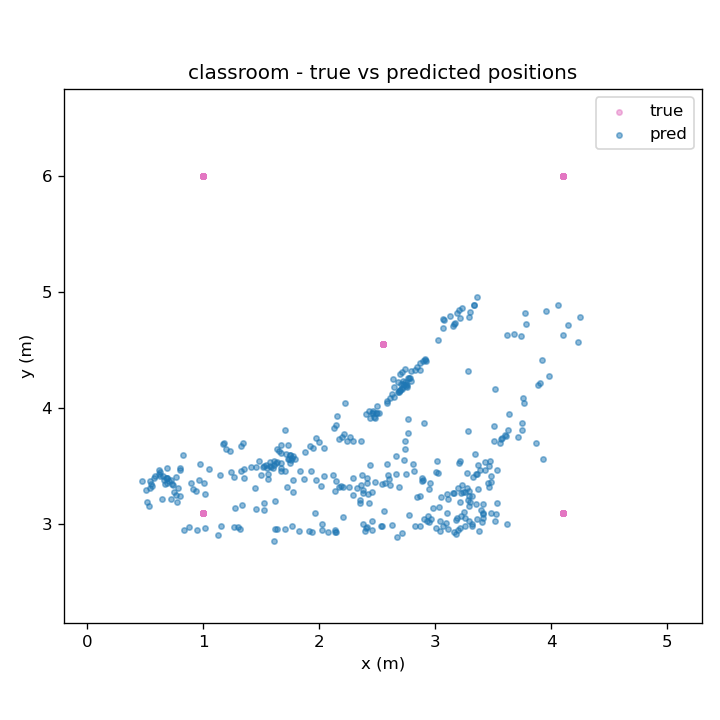 classroom - true vs predicted positions
true
pred
6
5
4
3
y (m)
0 1 2 3 4 5
x (m)